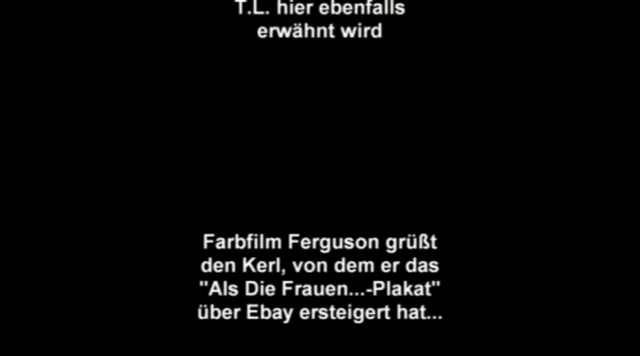 T.L. hier ebenfalls
erwähnt wird
Farbfilm Ferguson grüßt
den Kerl, von dem er das
"Als Die Frauen...-Plakat"
über Ebay ersteigert hat...